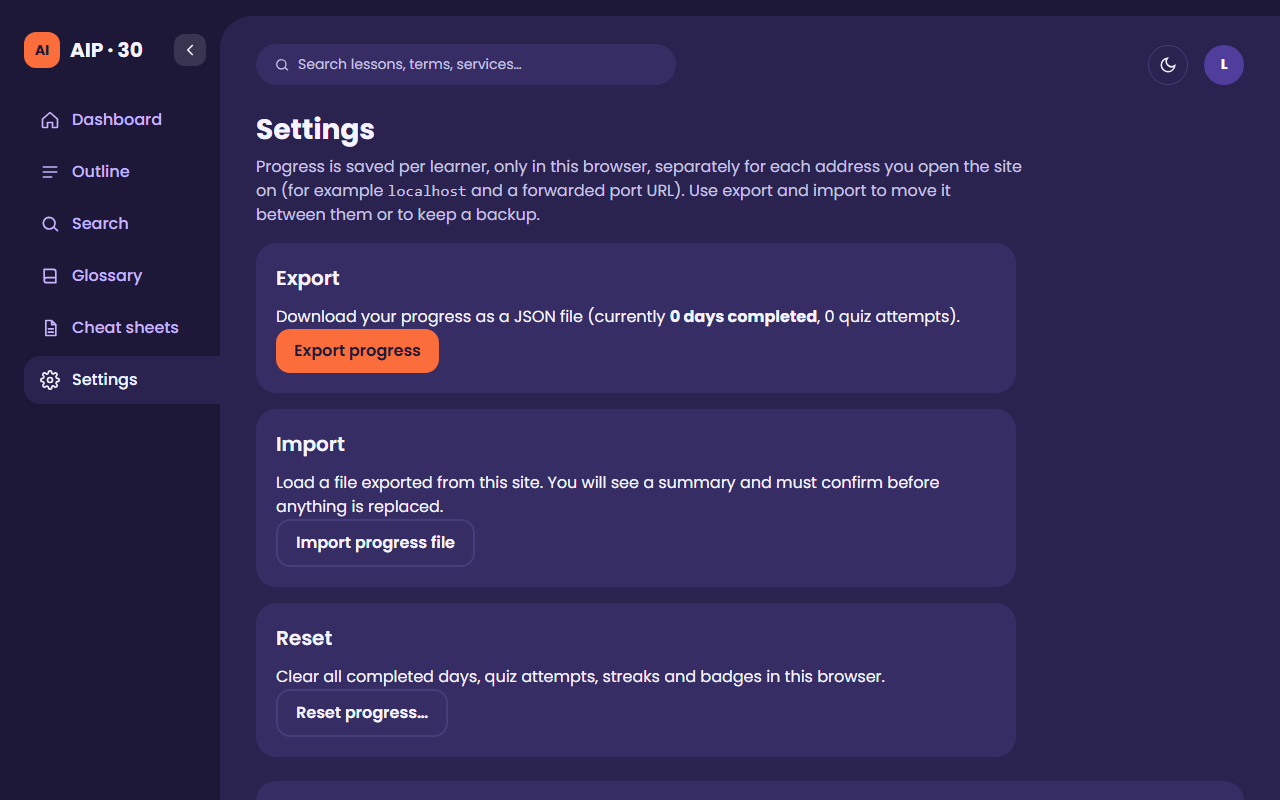 AI
AIP · 30
Dashboard
Outline
Search
Glossary
Cheat sheets
Settings
Search lessons, terms, services...
L
Settings
Progress is saved per learner, only in this browser, separately for each address you open the site
on (for example localhost and a forwarded port URL). Use export and import to move it
between them or to keep a backup.
Export
Download your progress as a JSON file (currently 0 days completed, 0 quiz attempts).
Export progress
Import
Load a file exported from this site. You will see a summary and must confirm before
anything is replaced.
Import progress file
Reset
Clear all completed days, quiz attempts, streaks and badges in this browser.
Reset progress...